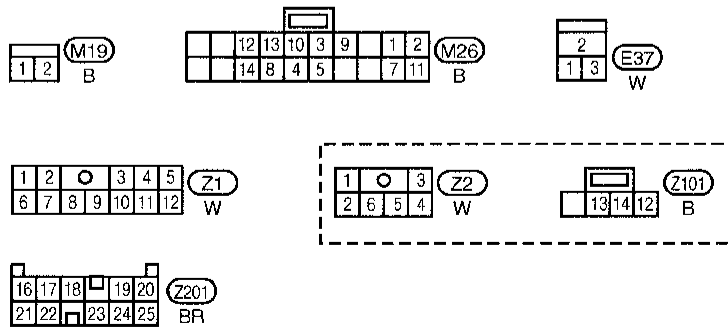 12 13 10 3 9 1 2
M19
M26
2
1 2
14 8 4 5 7 11
1 3
E37
B
B
W
1 2 3 4 5
1 3
Z1
Z2
Z101
6 7 8 9 10 11 12
2 6 5 4
13 14 12
W
W
B
16 17 18 19 20
Z201
21 22 23 24 25
BR